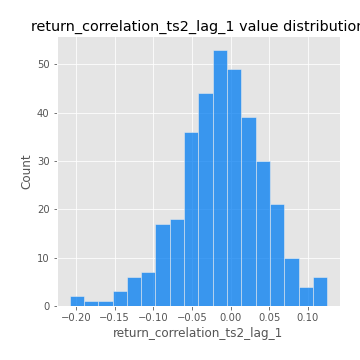 return_correlation_ts2_lag_1 value distribution
50
40
30
20
10
0
Count
−0.20 −0.15 −0.10 −0.05 0.00 0.05 0.10
return_correlation_ts2_lag_1